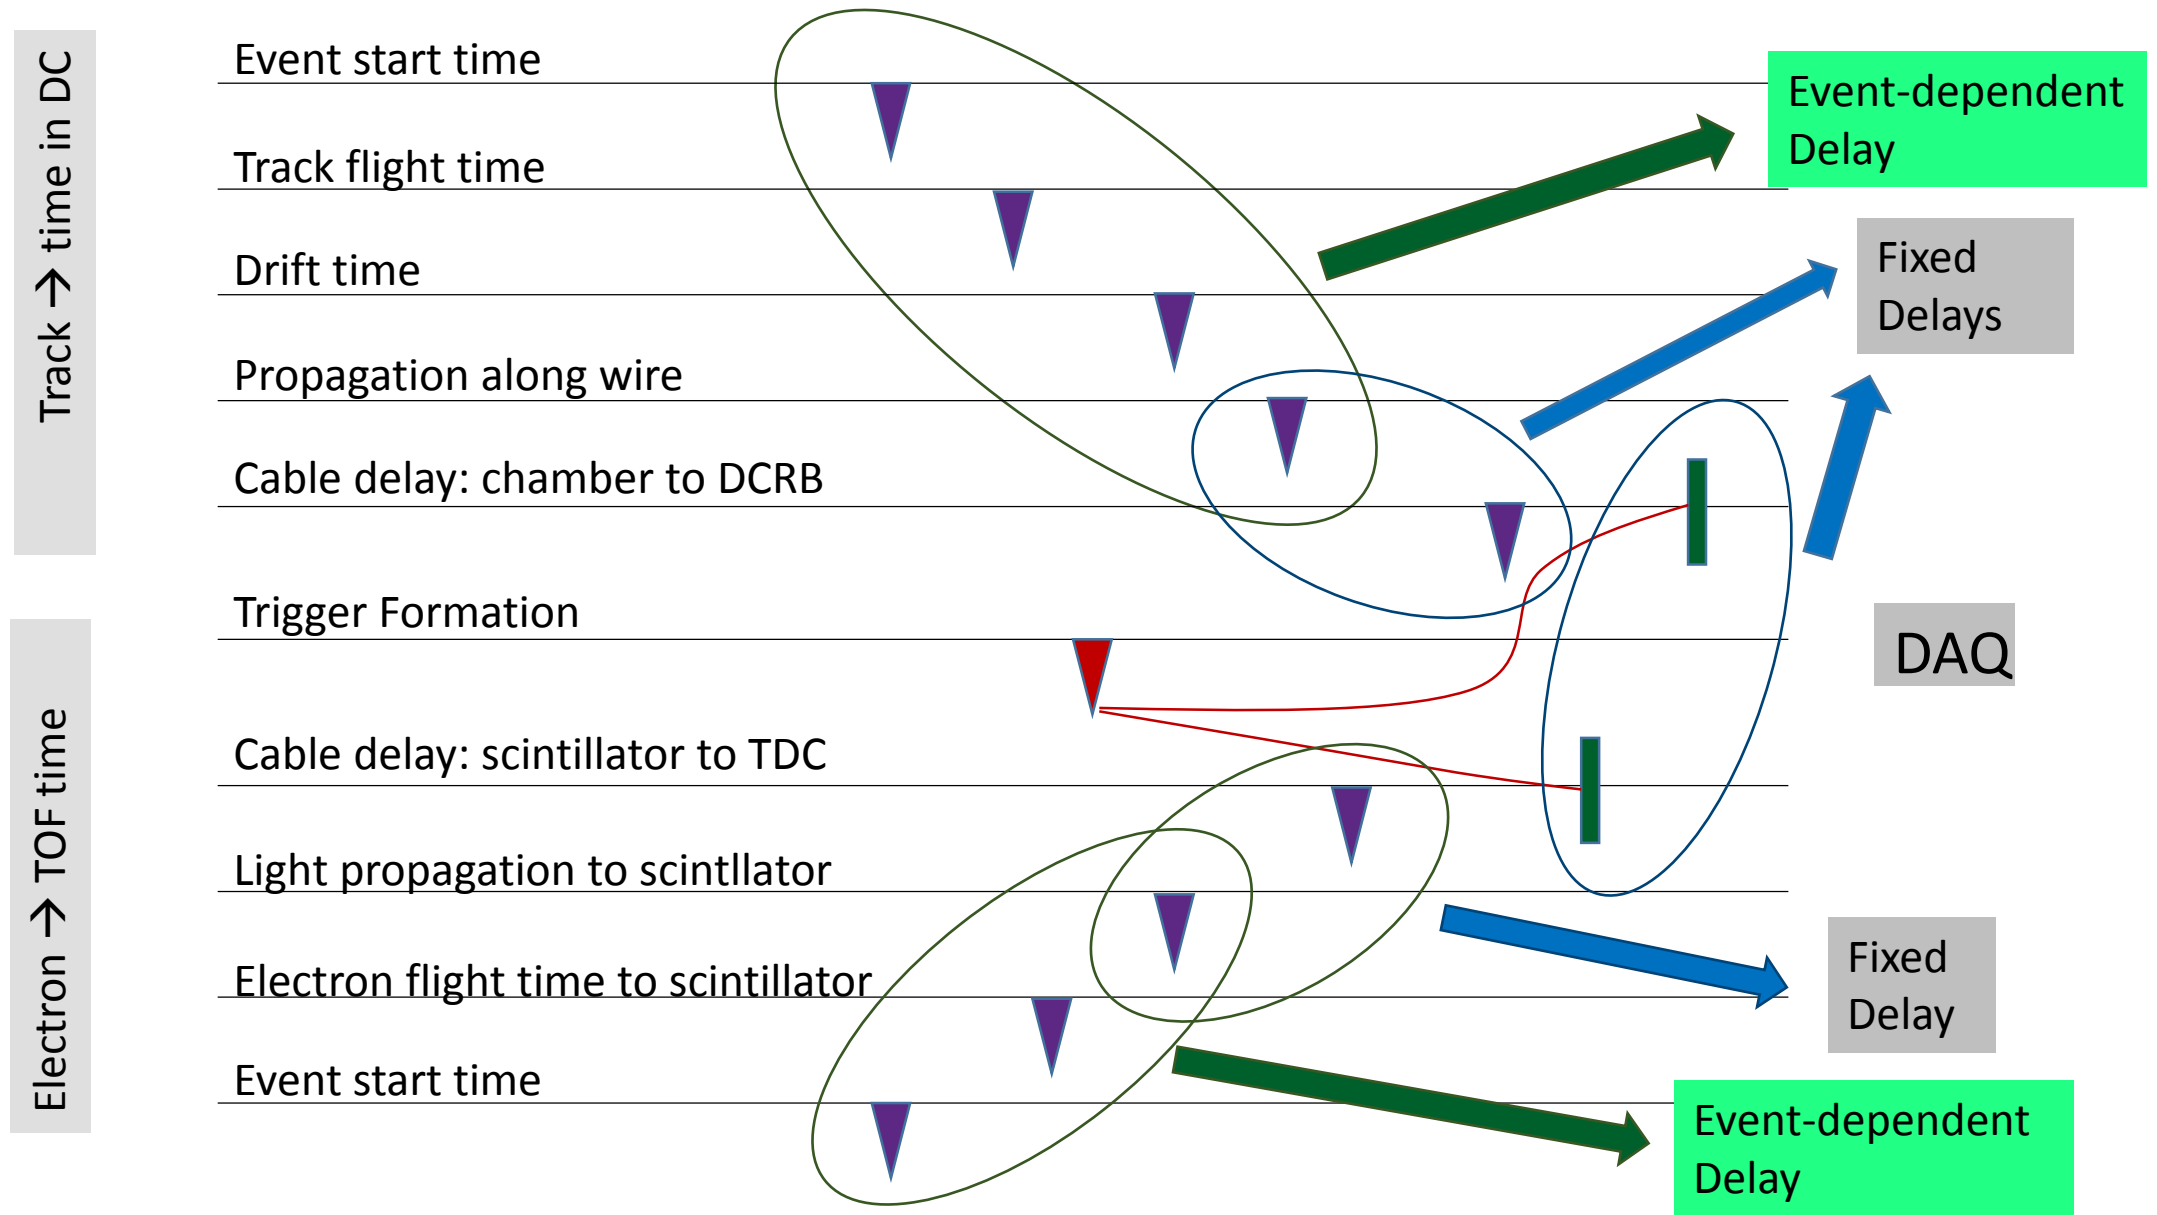 Track → time in DC
Event start time
Track flight time
Drift time
Propagation along wire
Cable delay: chamber to DCRB
Trigger Formation
Electron → TOF time
Cable delay: scintillator to TDC
Light propagation to scintllator
Electron flight time to scintillator
Event start time
Event-dependent
Delay
Fixed
Delays
DAQ
Fixed
Delay
Event-dependent
Delay